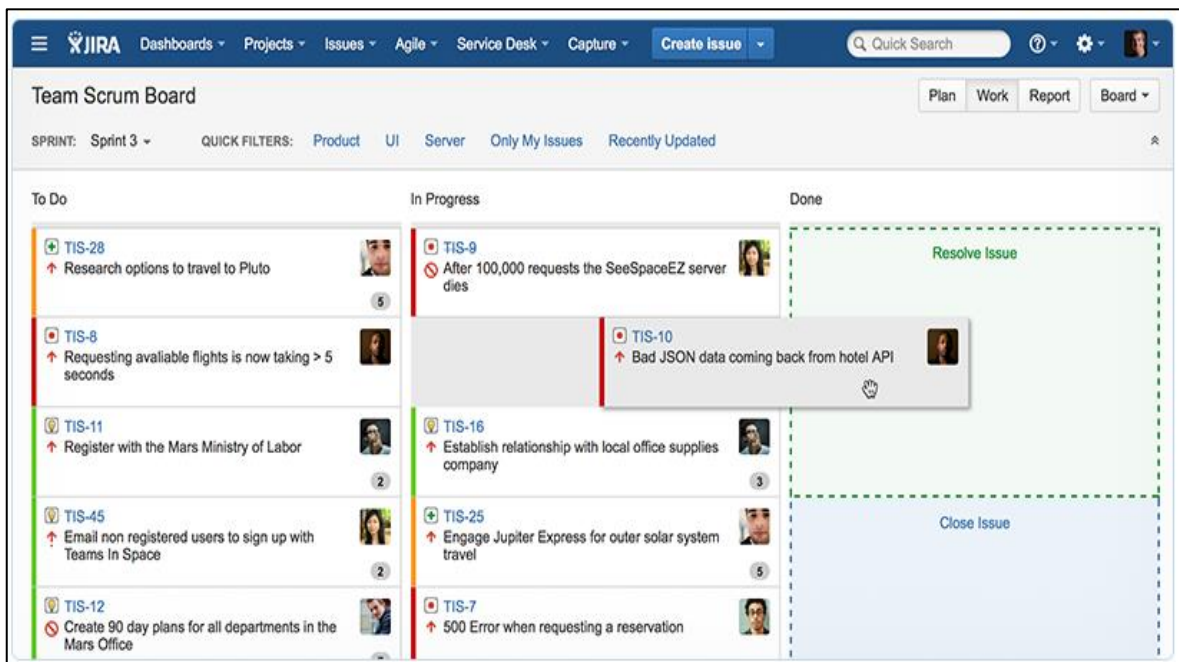 JIRA Dashboards Projects Issues Agile Service Desk Capture Create issue Quick Search
Team Scrum Board
Plan Work Report Board
SPRINT: Sprint 3 QUICK FILTERS: Product UI Server Only My Issues Recently Updated
To Do
TIS-28
Research options to travel to Pluto
5
TIS-8
Requesting avaliable flights is now taking > 5
seconds
TIS-11
Register with the Mars Ministry of Labor
2
TIS-45
Email non registered users to sign up with
Teams In Space
2
TIS-12
Create 90 day plans for all departments in the
Mars Office
In Progress
TIS-9
After 100,000 requests the SeeSpaceEZ server
dies
TIS-10
Bad JSON data coming back from hotel API
TIS-16
Establish relationship with local office supplies
company
3
TIS-25
Engage Jupiter Express for outer solar system
travel
5
TIS-7
500 Error when requesting a reservation
Done
Resolve Issue
Close Issue